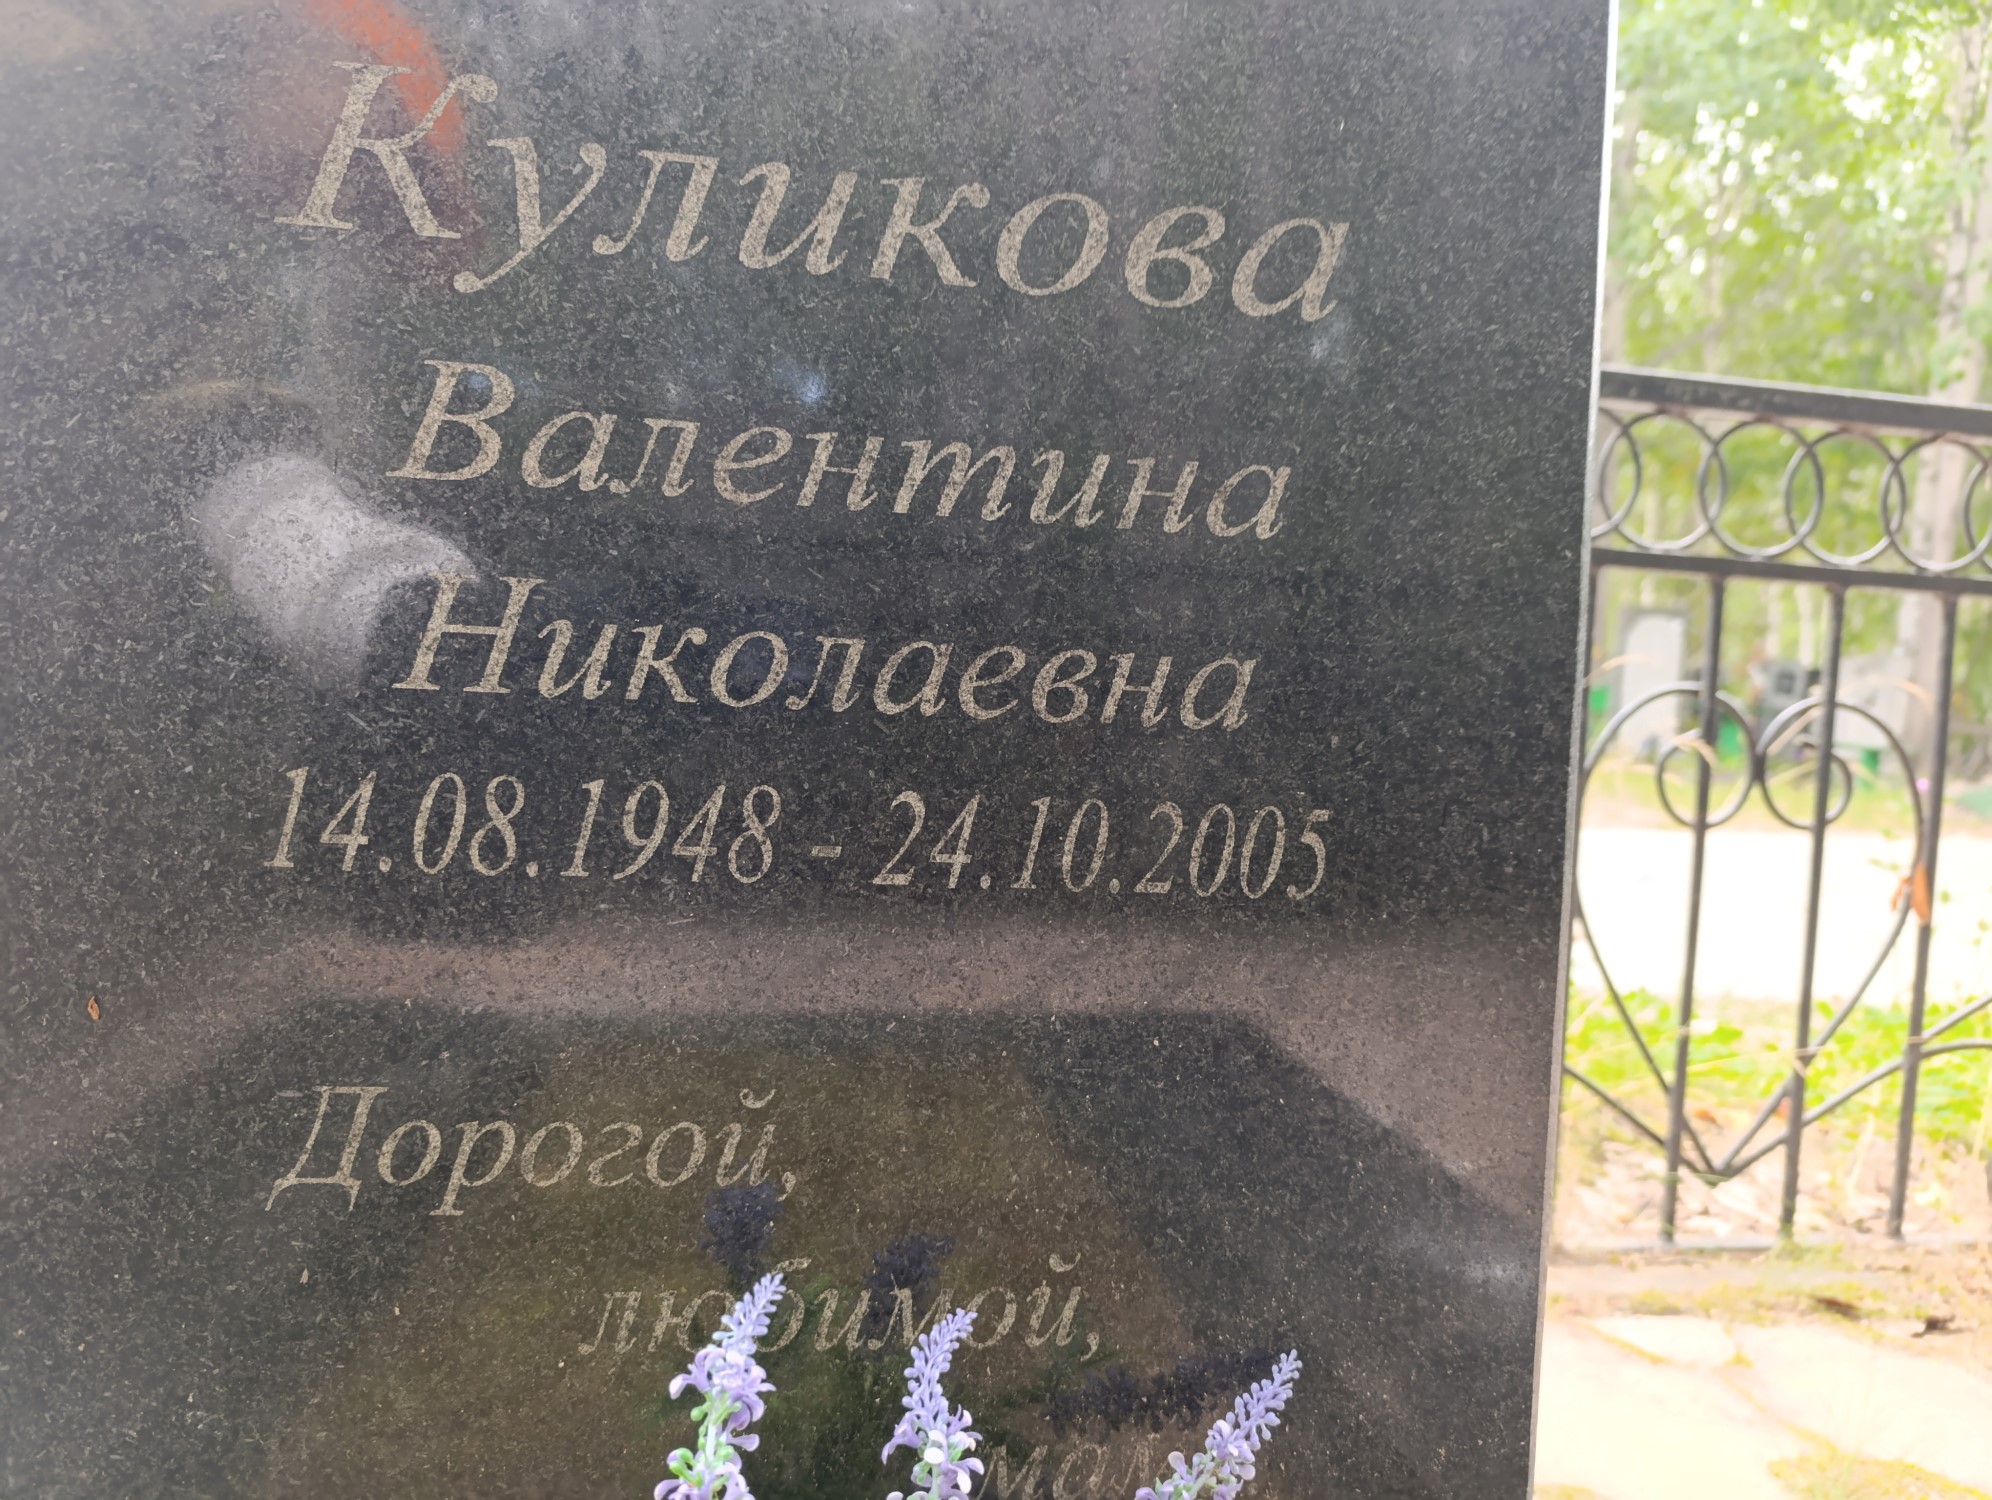 Куликова
Валентина
Николаевна
14.08.1948 - 24.10.2005
Дорогой,
любимой,